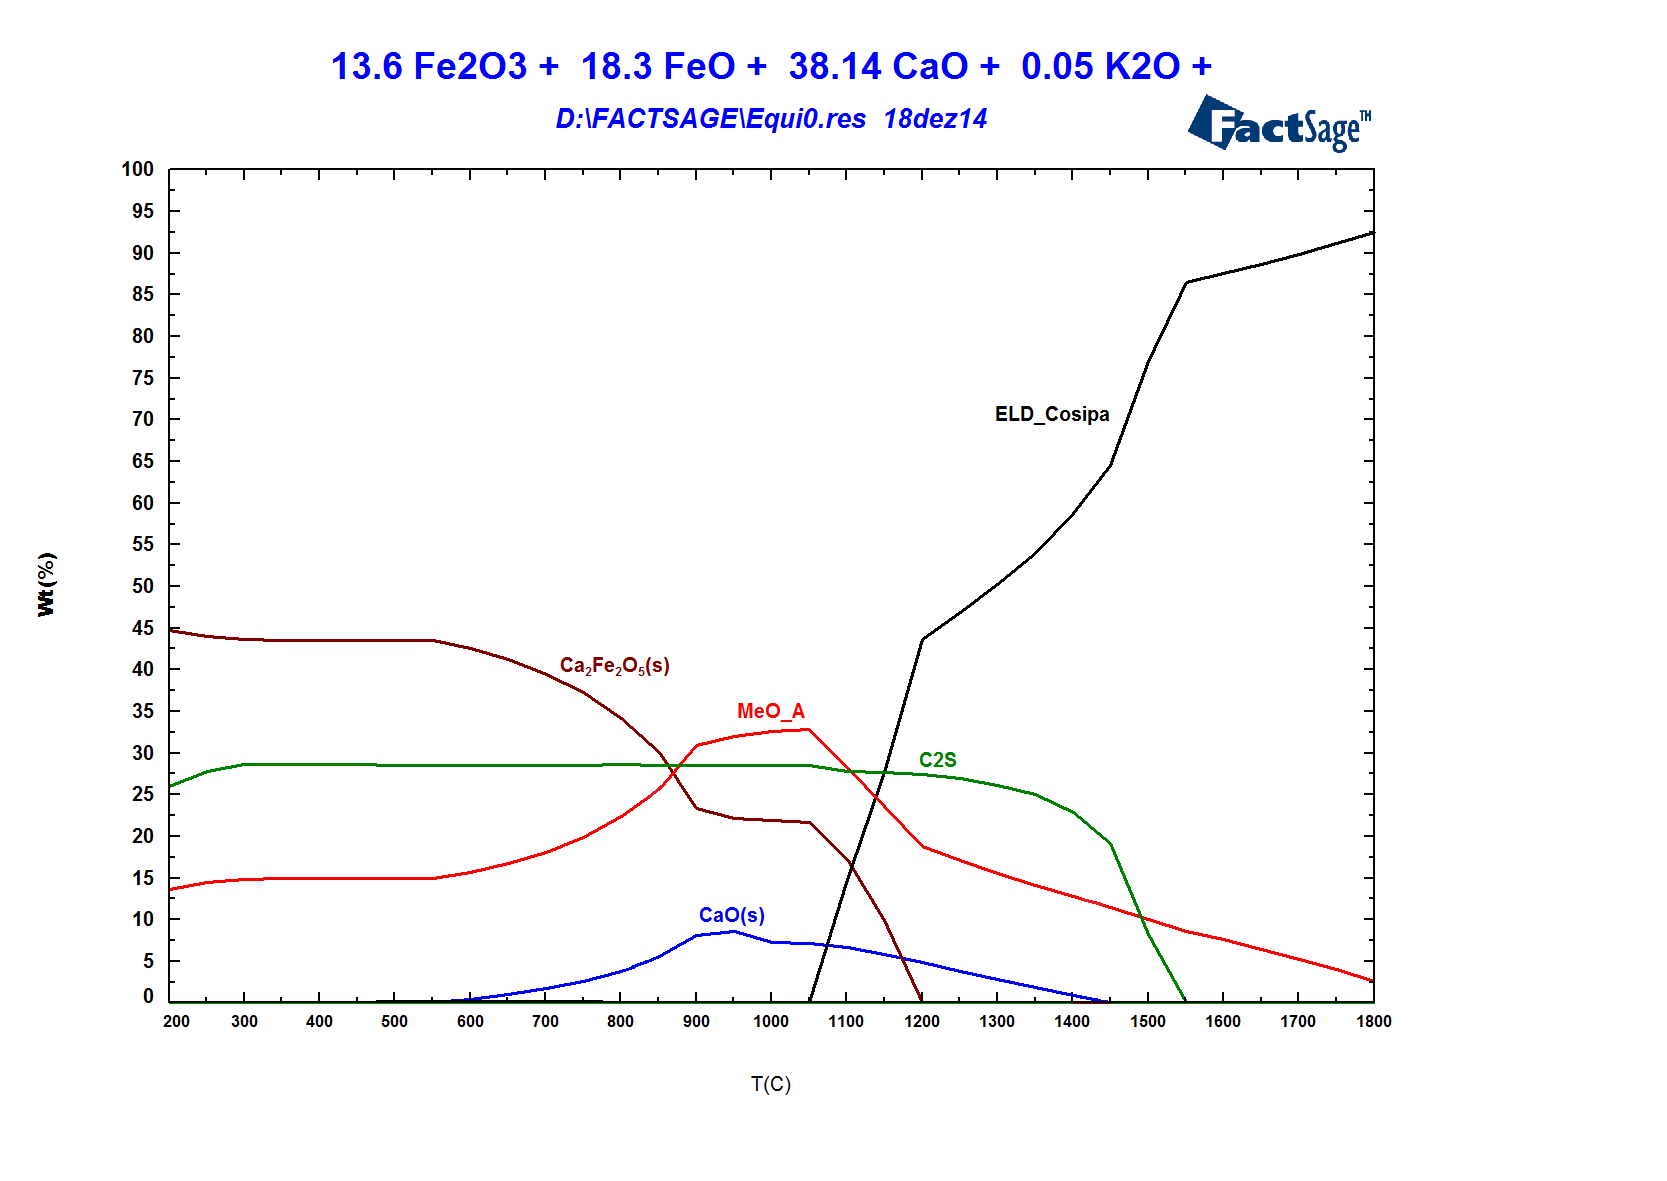 13.6 Fe2O3 + 18.3 FeO + 38.14 CaO + 0.05 K2O +
D:\FACTSAGE\Equi0.res 18dez14
FactSage™
100
95
90
85
80
75
70
65
60
55
50
45
40
35
30
25
20
15
10
5
0
Wt(%)
ELD_Cosipa
Ca₂Fe₂O₅(s)
MeO_A
C2S
CaO(s)
200 300 400 500 600 700 800 900 1000 1100 1200 1300 1400 1500 1600 1700 1800
T(C)